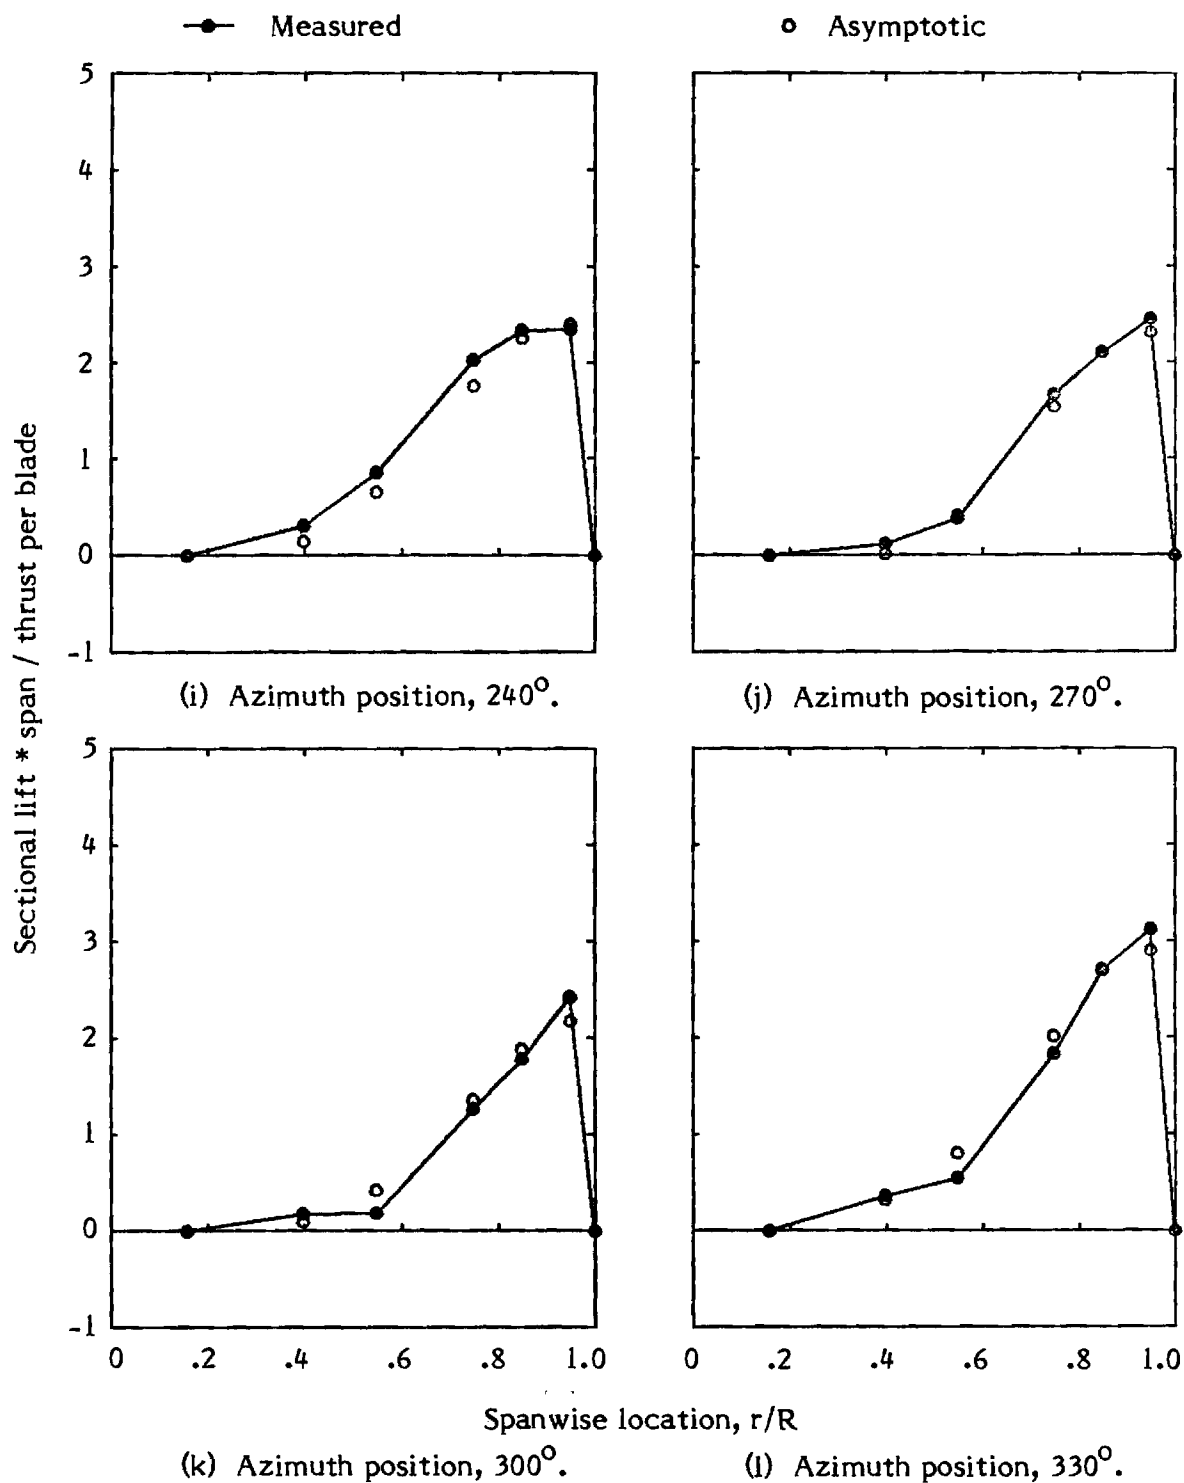 Measured
Asymptotic
Sectional lift * span / thrust per blade
5
4
3
2
1
0
-1
(i) Azimuth position, 240°.
(j) Azimuth position, 270°.
5
4
3
2
1
0
-1
0 .2 .4 .6 .8 1.0
0 .2 .4 .6 .8 1.0
Spanwise location, r/R
(k) Azimuth position, 300°.
(l) Azimuth position, 330°.